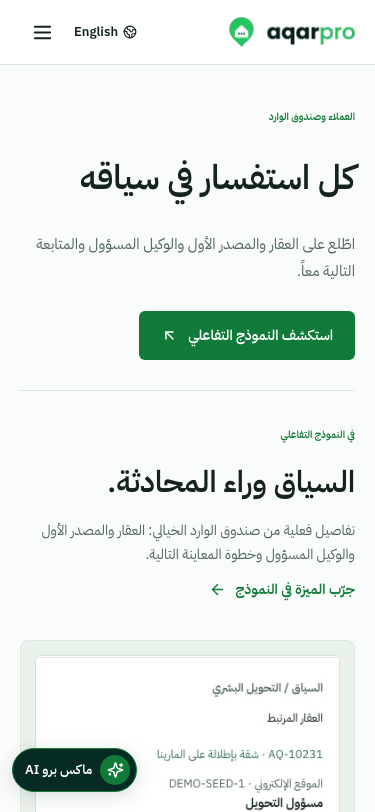 aqarpro
English
العملاء وصندوق الوارد
كل استفسار في سياقه
اطّلع على العقار والمصدر الأول والوكيل المسؤول والمتابعة
التالية معاً.
استكشف النموذج التفاعلي
في النموذج التفاعلي
السياق وراء المحادثة.
تفاصيل فعلية من صندوق الوارد الخيالي: العقار والمصدر الأول
والوكيل المسؤول وخطوة المعاينة التالية.
جرّب الميزة في النموذج
السياق / التحويل البشري
العقار المرتبط
AQ-10231 · شقة بإطلالة على المارينا
الموقع الإلكتروني · DEMO-SEED-1
مسؤول التحويل
ماكس برو AI